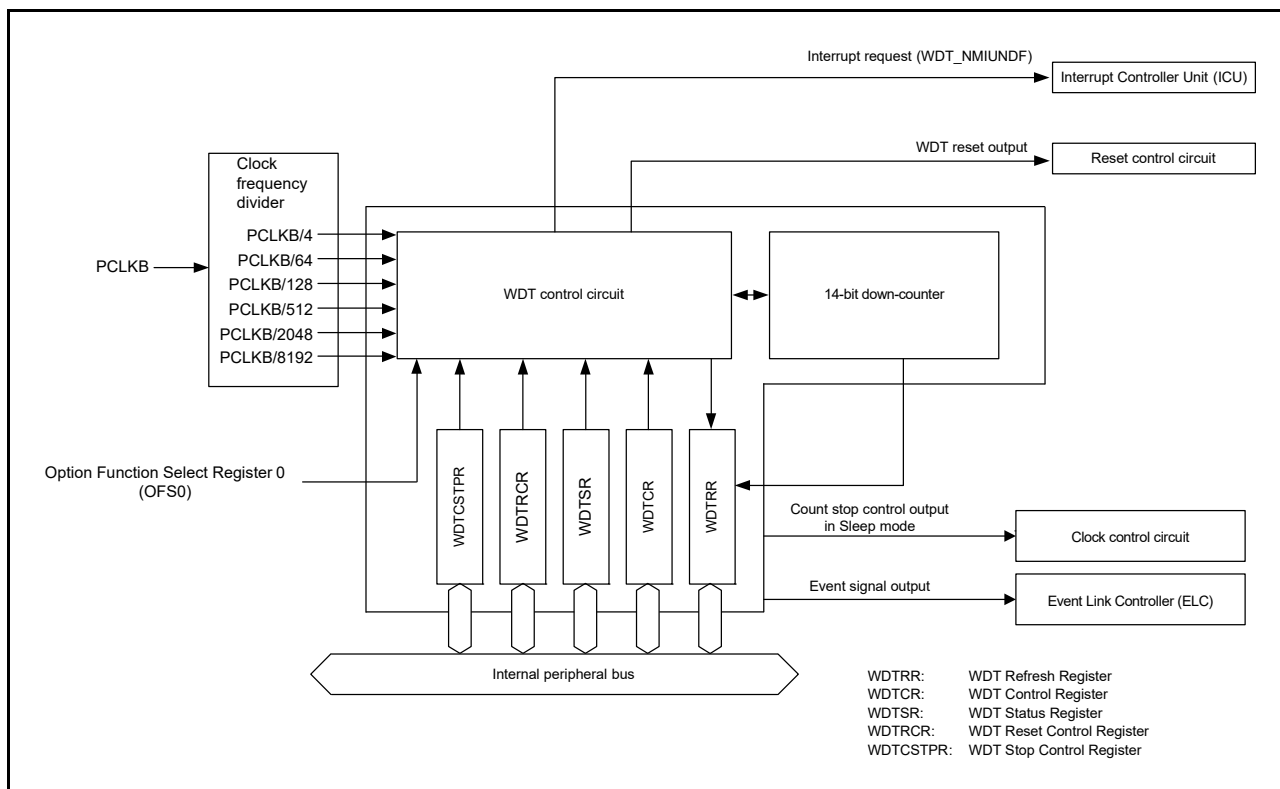 Interrupt request (WDT_NMIUNDF)
Interrupt Controller Unit (ICU)
WDT reset output
Reset control circuit
Clock
frequency
divider
PCLKB/4
PCLKB/64
PCLKB/128
PCLKB/512
PCLKB/2048
PCLKB/8192
PCLKB
WDT control circuit
14-bit down-counter
Option Function Select Register 0
(OFS0)
WDTCSTPR
WDTRCR
WDTSR
WDTCR
WDTRR
Count stop control output
in Sleep mode
Clock control circuit
Event signal output
Event Link Controller (ELC)
Internal peripheral bus
WDTRR: WDT Refresh Register
WDTCR: WDT Control Register
WDTSR: WDT Status Register
WDTRCR: WDT Reset Control Register
WDTCSTPR: WDT Stop Control Register